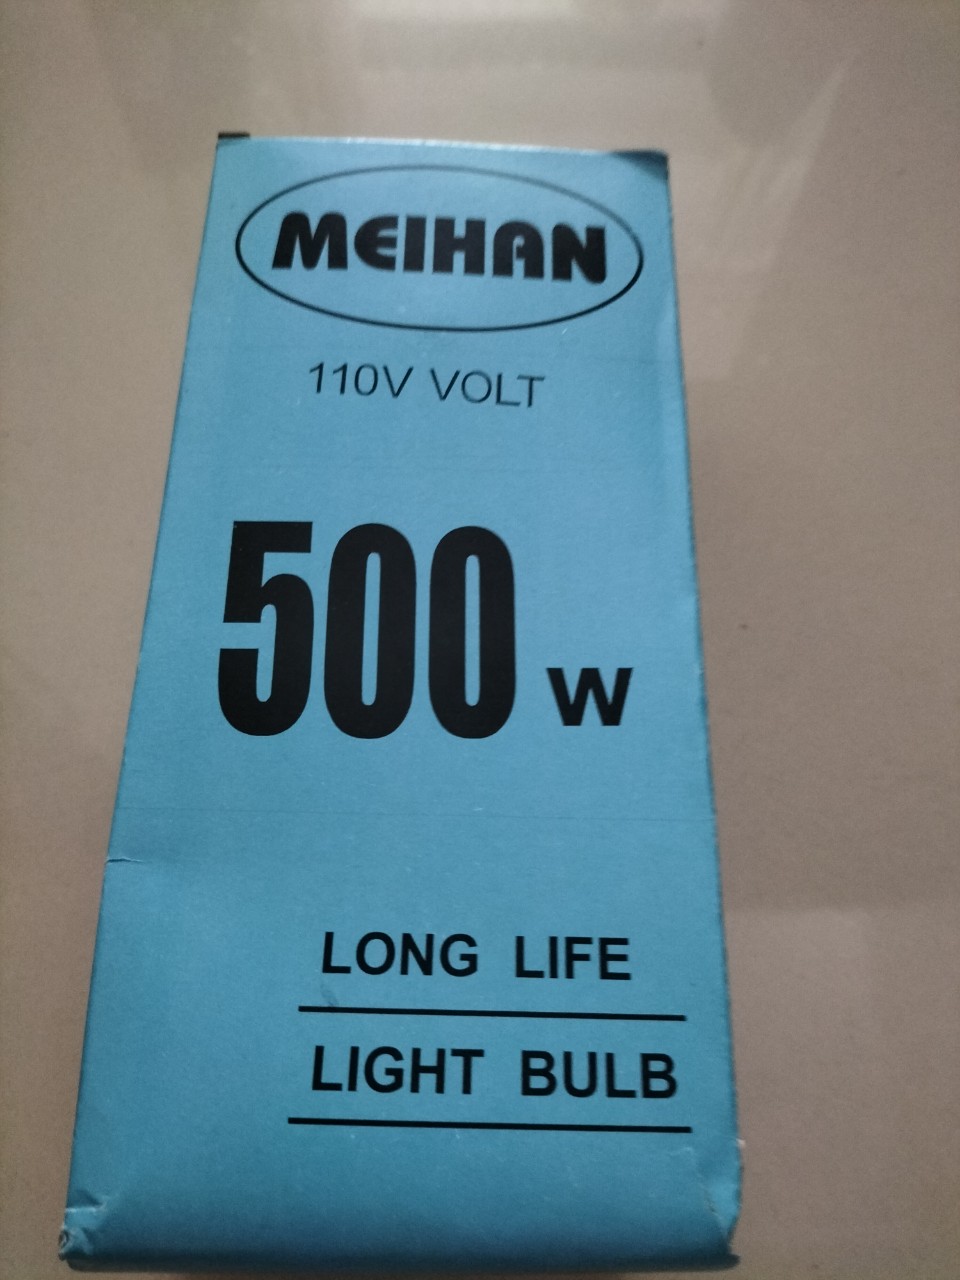 MEIHAN
110V VOLT
500 W
LONG LIFE
LIGHT BULB